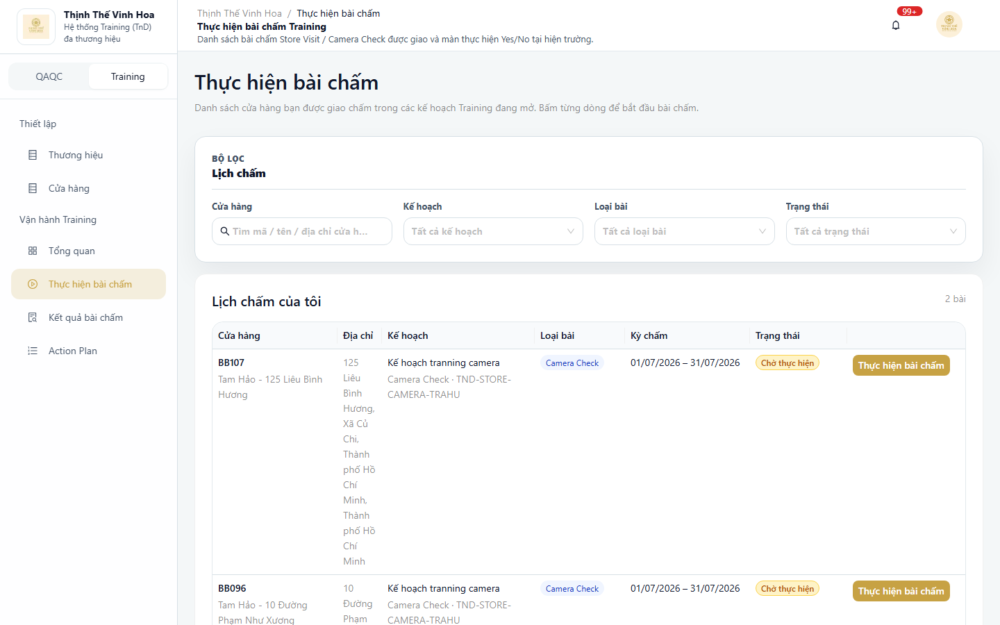 Thịnh Thế Vinh Hoa
Hệ thống Training (TnD)
đa thương hiệu
QAQC
Training
Thiết lập
Thương hiệu
Cửa hàng
Vận hành Training
Tổng quan
Thực hiện bài chấm
Kết quả bài chấm
Action Plan
Thịnh Thế Vinh Hoa / Thực hiện bài chấm
Thực hiện bài chấm Training
Danh sách bài chấm Store Visit / Camera Check được giao và màn thực hiện Yes/No tại hiện trường.
99+
Thực hiện bài chấm
Danh sách cửa hàng bạn được giao chấm trong các kế hoạch Training đang mở. Bấm từng dòng để bắt đầu bài chấm.
BỘ LỌC
Lịch chấm
Cửa hàng
Kế hoạch
Loại bài
Trạng thái
Tìm mã / tên / địa chỉ cửa h...
Tất cả kế hoạch
Tất cả loại bài
Tất cả trạng thái
Lịch chấm của tôi
2 bài
Cửa hàng
Địa chỉ
Kế hoạch
Loại bài
Kỳ chấm
Trạng thái
BB107
Tam Hảo - 125 Liêu Bình
Hương
125
Liêu
Bình
Hương,
Xã Củ
Chi,
Thành
phố Hồ
Chí
Minh,
Thành
phố Hồ
Chí
Minh
Kế hoạch tranning camera
Camera Check · TND-STORE-
CAMERA-TRAHU
Camera Check
01/07/2026 – 31/07/2026
Chờ thực hiện
Thực hiện bài chấm
BB096
Tam Hảo - 10 Đường
Phạm Như Xương
10
Đường
Phạm
Kế hoạch tranning camera
Camera Check · TND-STORE-
CAMERA-TRAHU
Camera Check
01/07/2026 – 31/07/2026
Chờ thực hiện
Thực hiện bài chấm